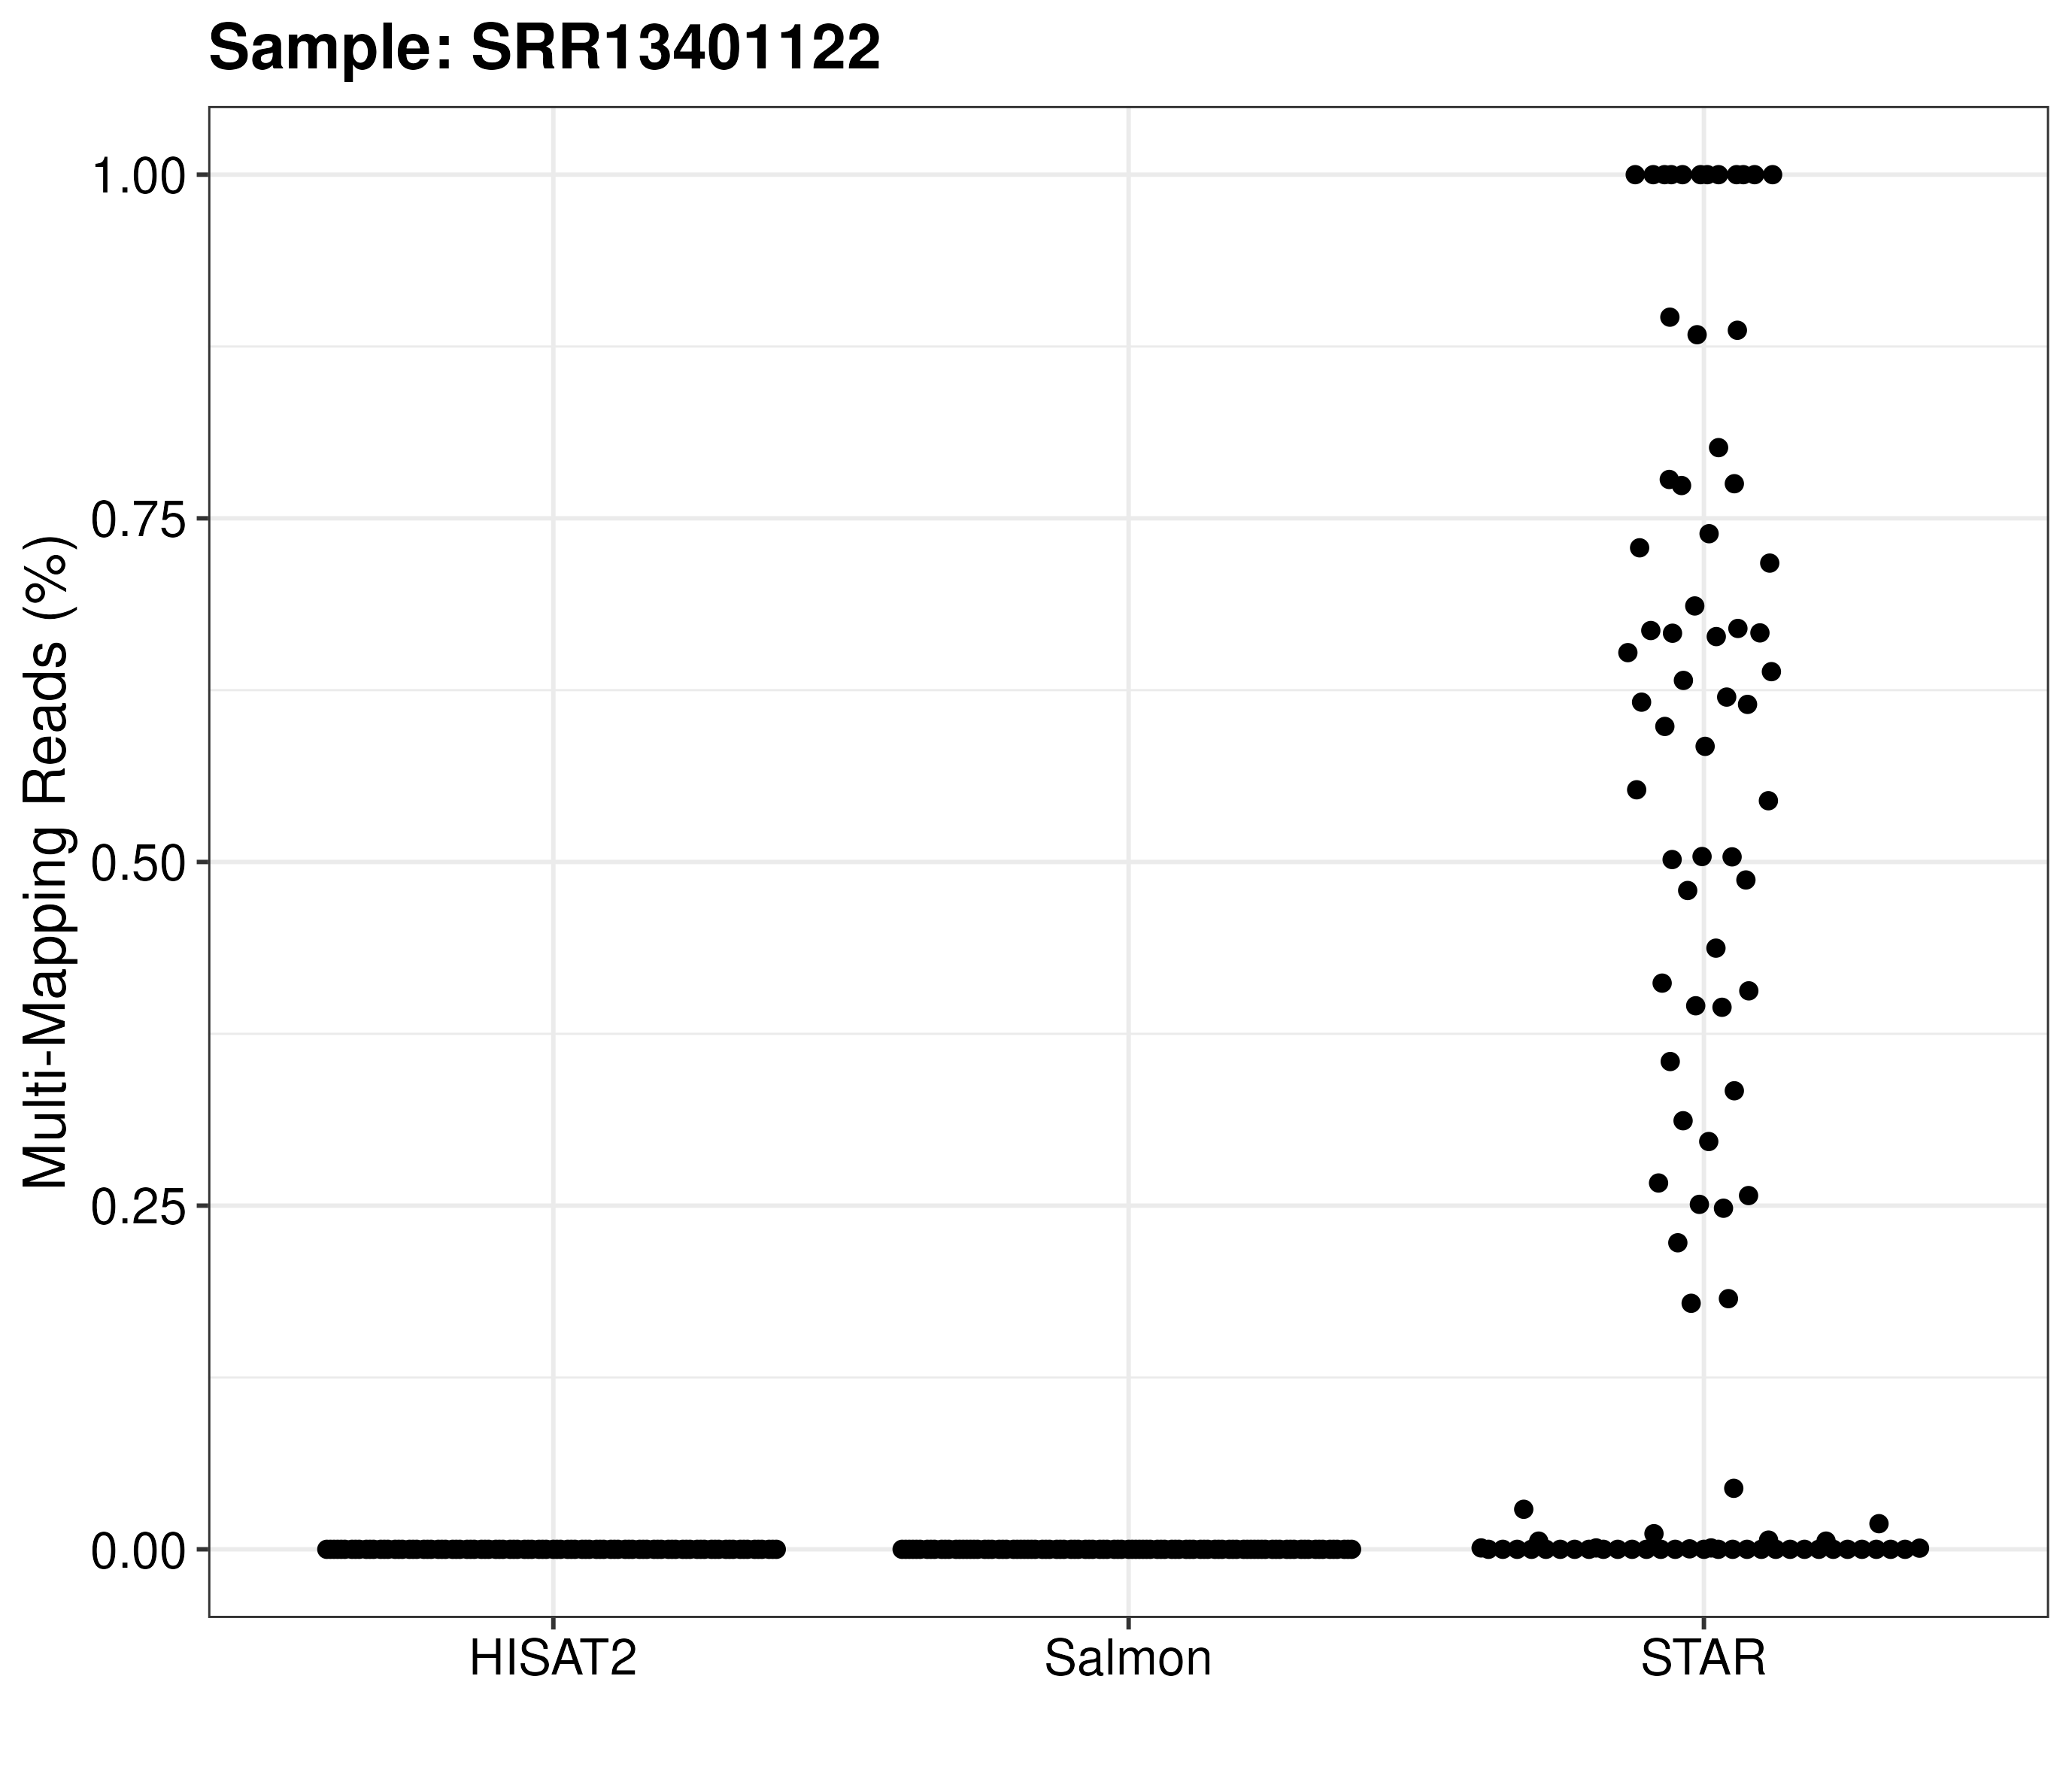 Sample: SRR13401122
Multi-Mapping Reads (%)
1.00
0.75
0.50
0.25
0.00
HISAT2
Salmon
STAR